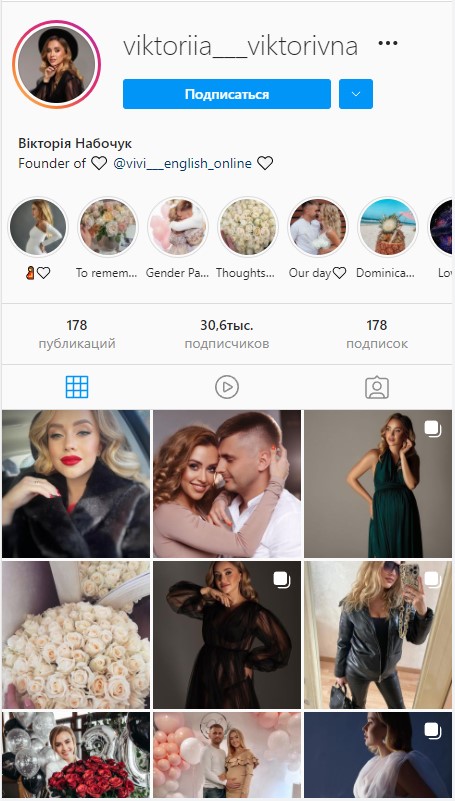 viktoriia___viktorivna
Подписаться
Вікторія Набочук
Founder of @vivi___english_online
To remem... Gender Pa... Thoughts... Our day Dominica... Lov
178 30,6тыс. 178
публикаций подписчиков подписок